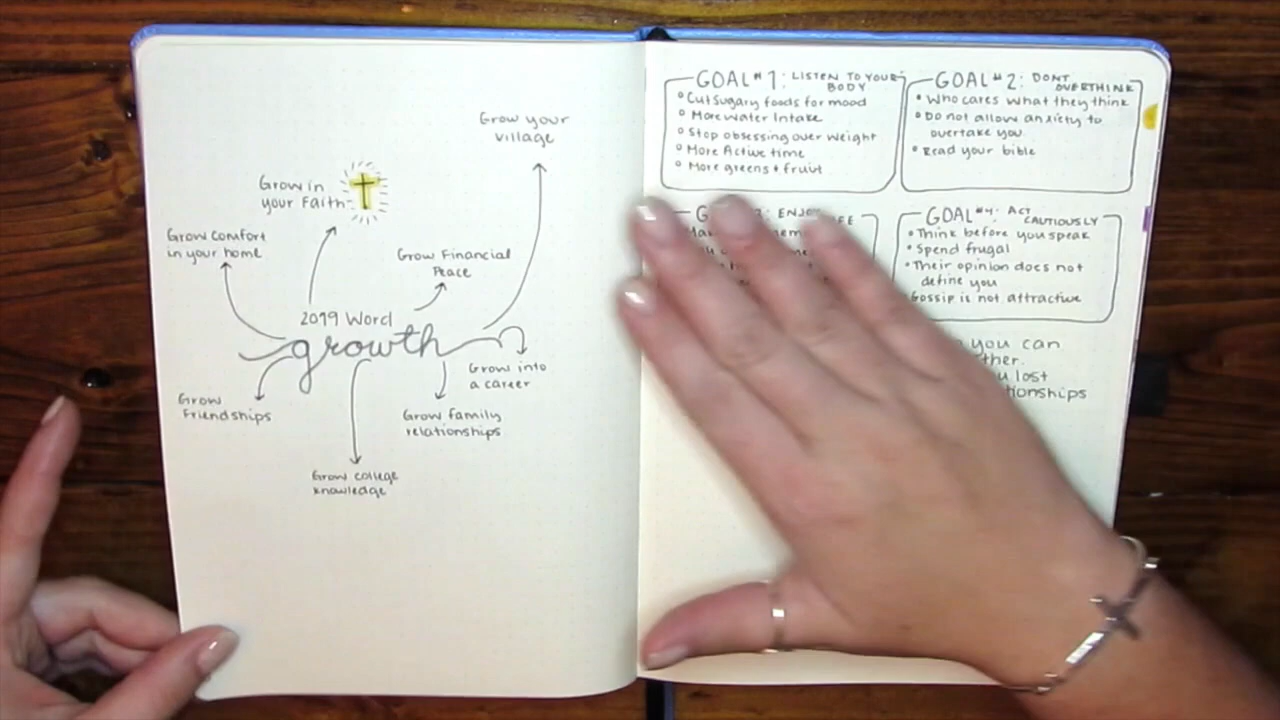 Grow your
village
Grow in
your Faith
Grow comfort
in your home
Grow Financial
Peace
2019 Word
growth
Grow into
a career
Grow
Friendships
Grow family
relationships
Grow college
knowledge
GOAL #1: LISTEN TO YOUR
BODY
Cut sugary foods for mood
More water Intake
Stop obsessing over weight
More Active time
More greens + fruit
GOAL #2: DONT
OVERTHINK
Who cares what they think
Do not allow anxiety to
overtake you
Read your bible
ENJOY
GOAL #4: ACT
CAUTIOUSLY
Think before you speak
Spend frugal
Their opinion does not
define you
Gossip is not attractive
you can
lost